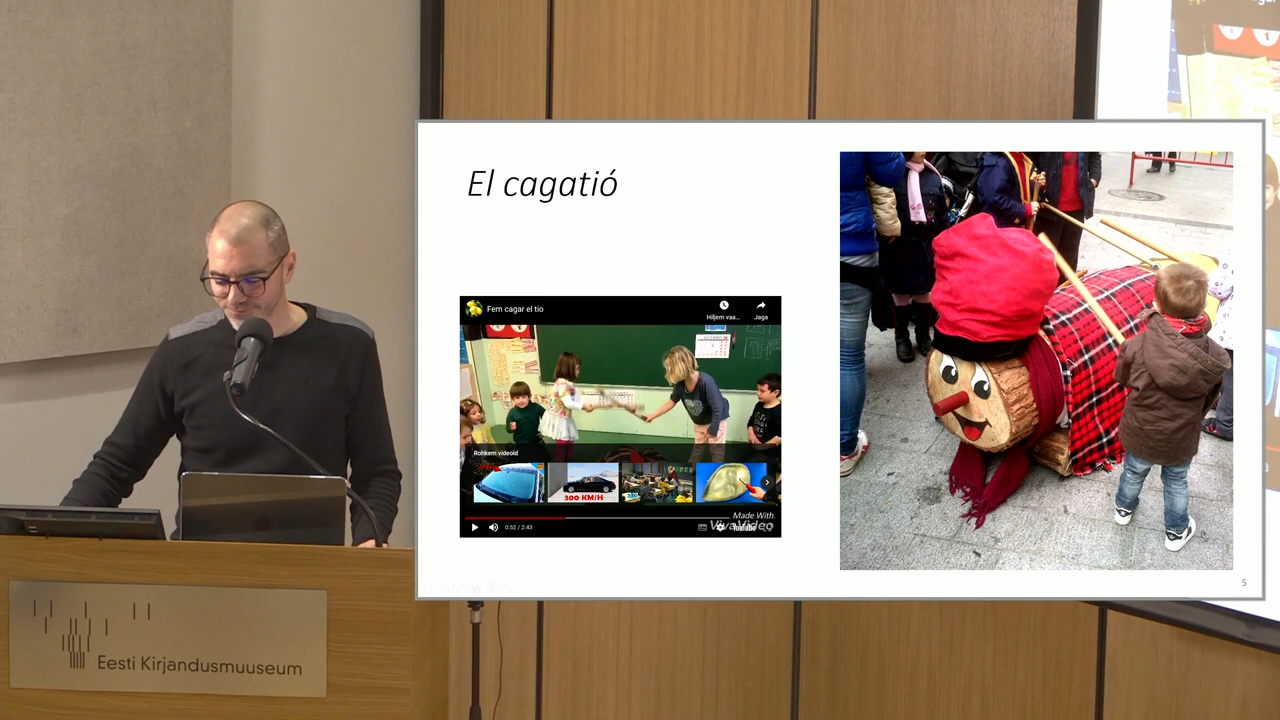 El cagatió
Fem cagar el tio
Hiljem vaa...
Jaga
Rohkem videoid
300 KM/H
Made With
VivaVideo
0:52 / 2:43
YouTube
5
Eesti Kirjandusmuuseum